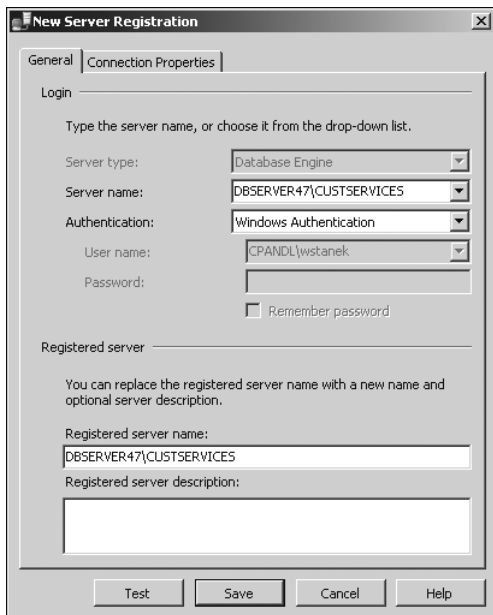 New Server Registration
General
Connection Properties
Login
Type the server name, or choose it from the drop-down list.
Server type:
Database Engine
Server name:
DBSERVER47\CUSTSERVICES
Authentication:
Windows Authentication
User name:
CPANDL\wstanek
Password:
Remember password
Registered server
You can replace the registered server name with a new name and
optional server description.
Registered server name:
DBSERVER47\CUSTSERVICES
Registered server description:
Test
Save
Cancel
Help